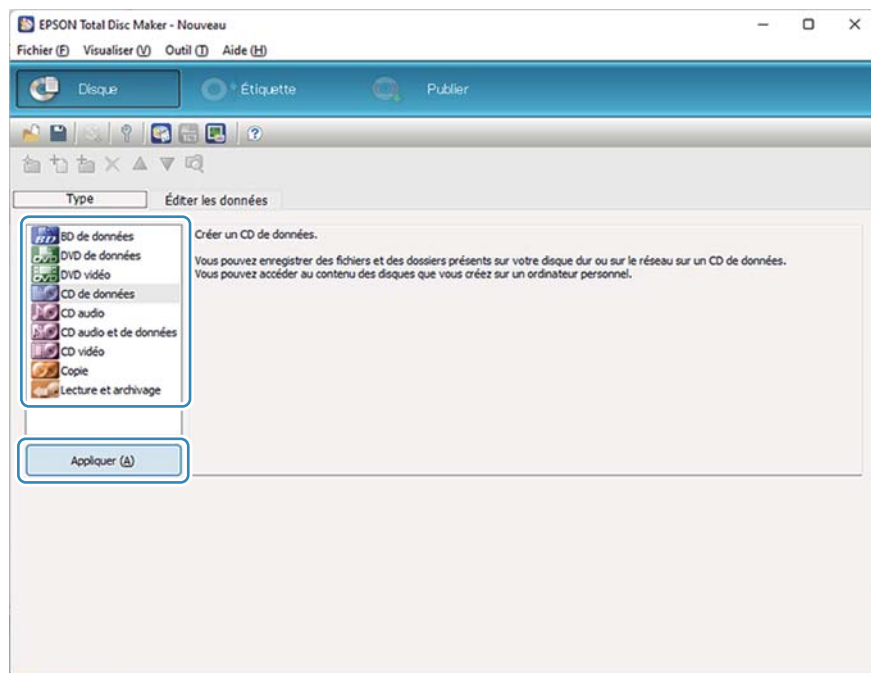 EPSON Total Disc Maker - Nouveau
Fichier (F) Visualiser (V) Outil (T) Aide (H)
Disque Étiquette Publier
Type Éditer les données
BD de données
DVD de données
DVD vidéo
CD de données
CD audio
CD audio et de données
CD vidéo
Copie
Lecture et archivage
Appliquer (A)
Créer un CD de données.
Vous pouvez enregistrer des fichiers et des dossiers présents sur votre disque dur ou sur le réseau sur un CD de données.
Vous pouvez accéder au contenu des disques que vous créez sur un ordinateur personnel.